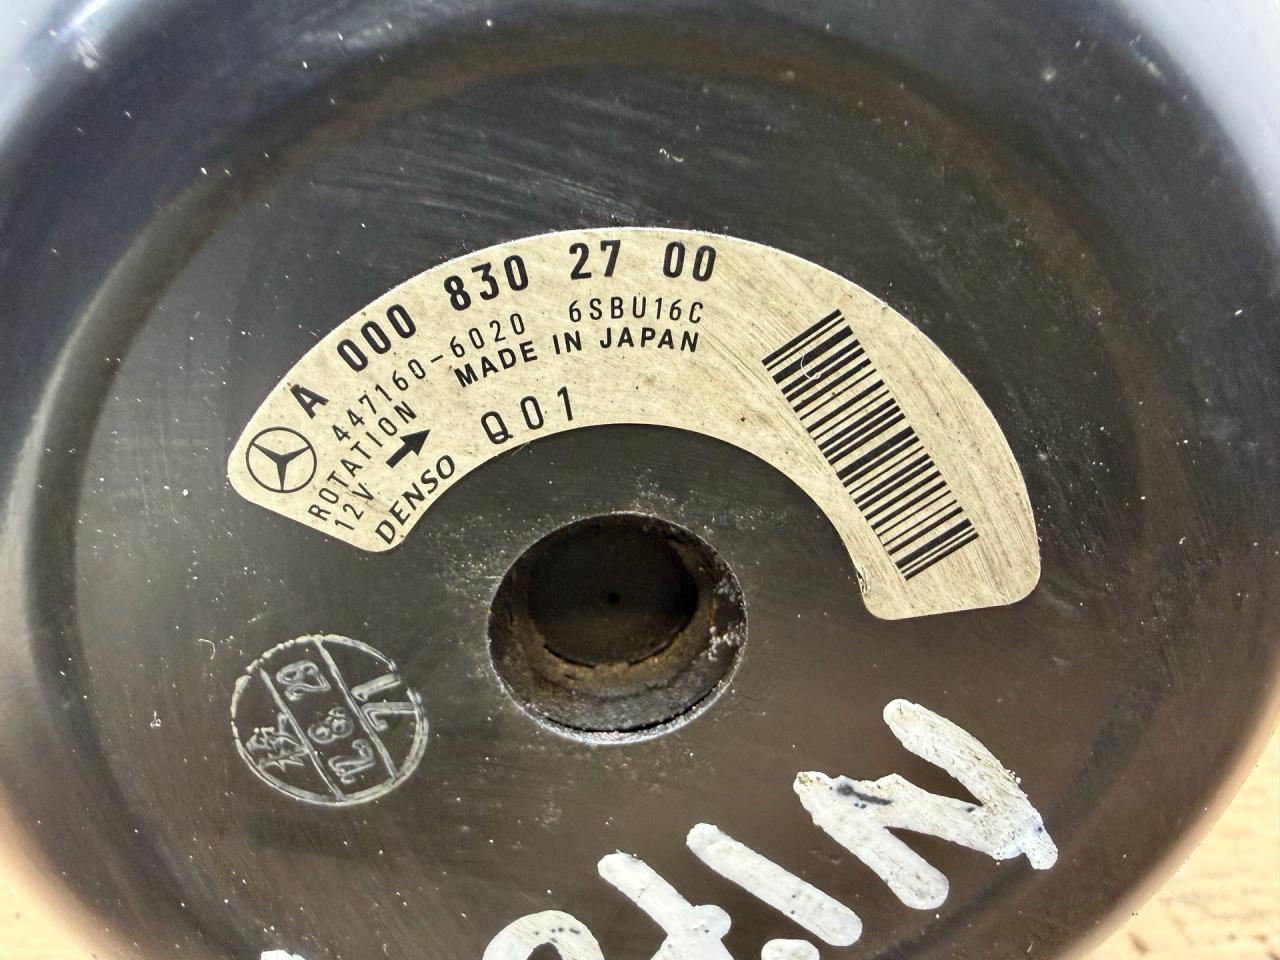 A 000 830 27 00
447160-6020 6SBU16C
ROTATION MADE IN JAPAN
12V
DENSO Q01